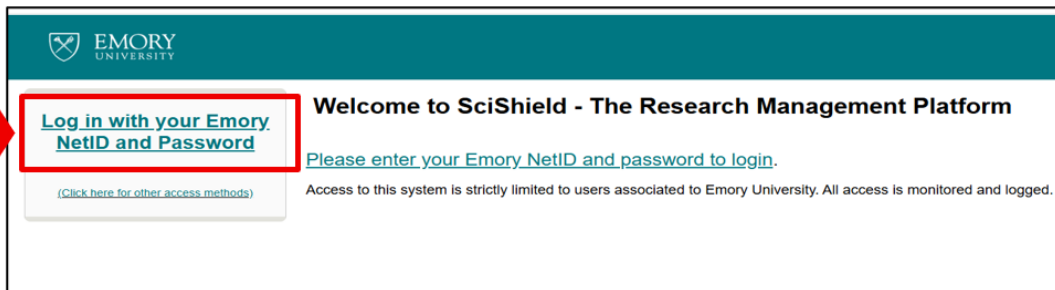 EMORY
UNIVERSITY
Log in with your Emory
NetID and Password
(Click here for other access methods)
Welcome to SciShield - The Research Management Platform
Please enter your Emory NetID and password to login.
Access to this system is strictly limited to users associated to Emory University. All access is monitored and logged.